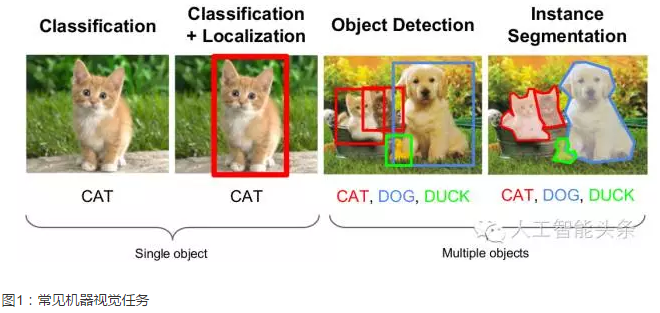 Classification
Classification
+ Localization
Object Detection
Instance
Segmentation
CAT
CAT
CAT, DOG, DUCK
CAT, DOG, DUCK
人工智能头条
Single object
Multiple objects
图1：常见机器视觉任务